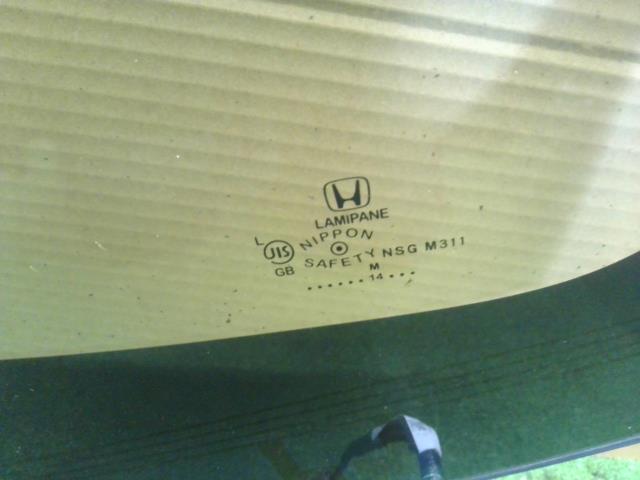 H
LAMIPANE
L
JIS
GB
NIPPON
SAFETY NSG M311
M
......14...